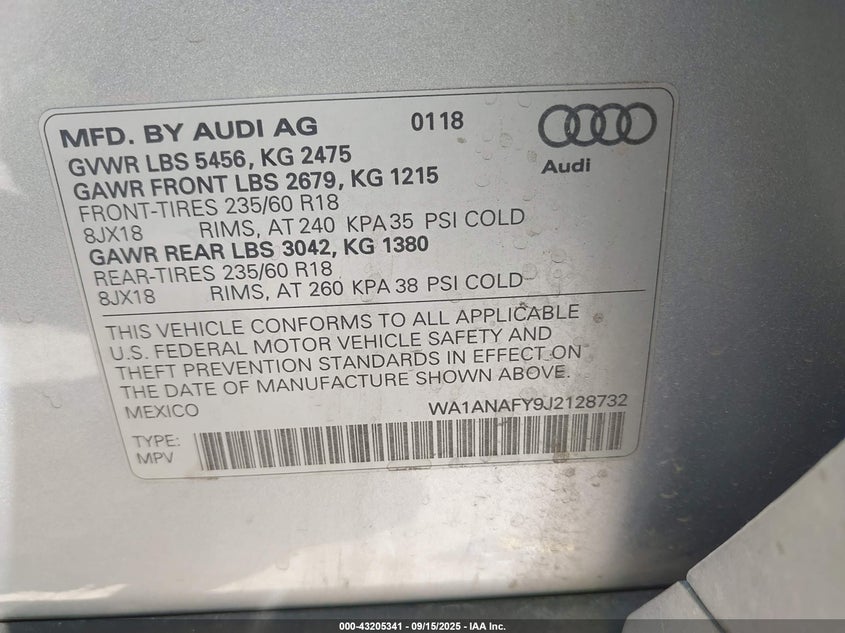 MFD. BY AUDI AG 0118
GVWR LBS 5456, KG 2475
GAWR FRONT LBS 2679, KG 1215
FRONT-TIRES 235/60 R18
8JX18 RIMS, AT 240 KPA 35 PSI COLD
GAWR REAR LBS 3042, KG 1380
REAR-TIRES 235/60 R18
8JX18 RIMS, AT 260 KPA 38 PSI COLD
Audi
THIS VEHICLE CONFORMS TO ALL APPLICABLE
U.S. FEDERAL MOTOR VEHICLE SAFETY AND
THEFT PREVENTION STANDARDS IN EFFECT ON
THE DATE OF MANUFACTURE SHOWN ABOVE.
MEXICO WA1ANAFY9J2128732
TYPE:
MPV
000-43205341 - 09/15/2025 - IAA Inc.